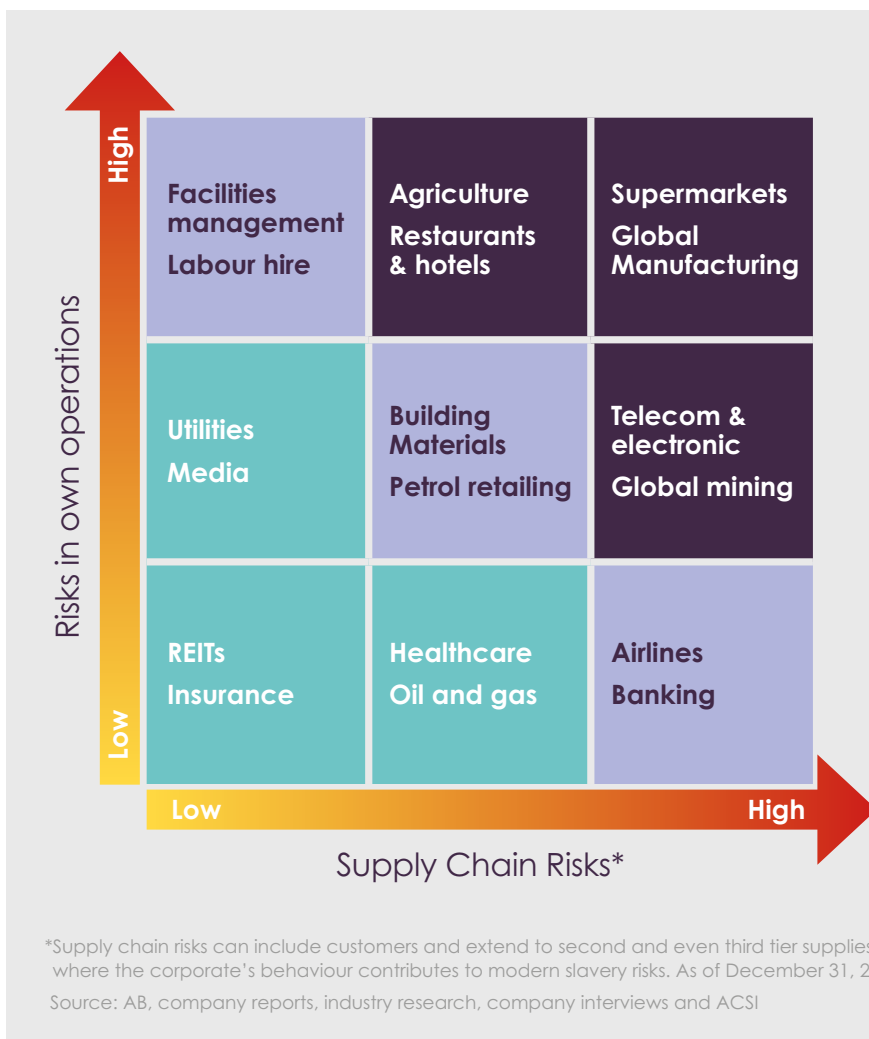 High
Risks in own operations
Low
Facilities
management
Labour hire
Agriculture
Restaurants
& hotels
Supermarkets
Global
Manufacturing
Utilities
Media
Building
Materials
Petrol retailing
Telecom &
electronic
Global mining
REITs
Insurance
Healthcare
Oil and gas
Airlines
Banking
Low
High
Supply Chain Risks*
*Supply chain risks can include customers and extend to second and even third tier supplies
where the corporate’s behaviour contributes to modern slavery risks. As of December 31,
Source: AB, company reports, industry research, company interviews and ACSI